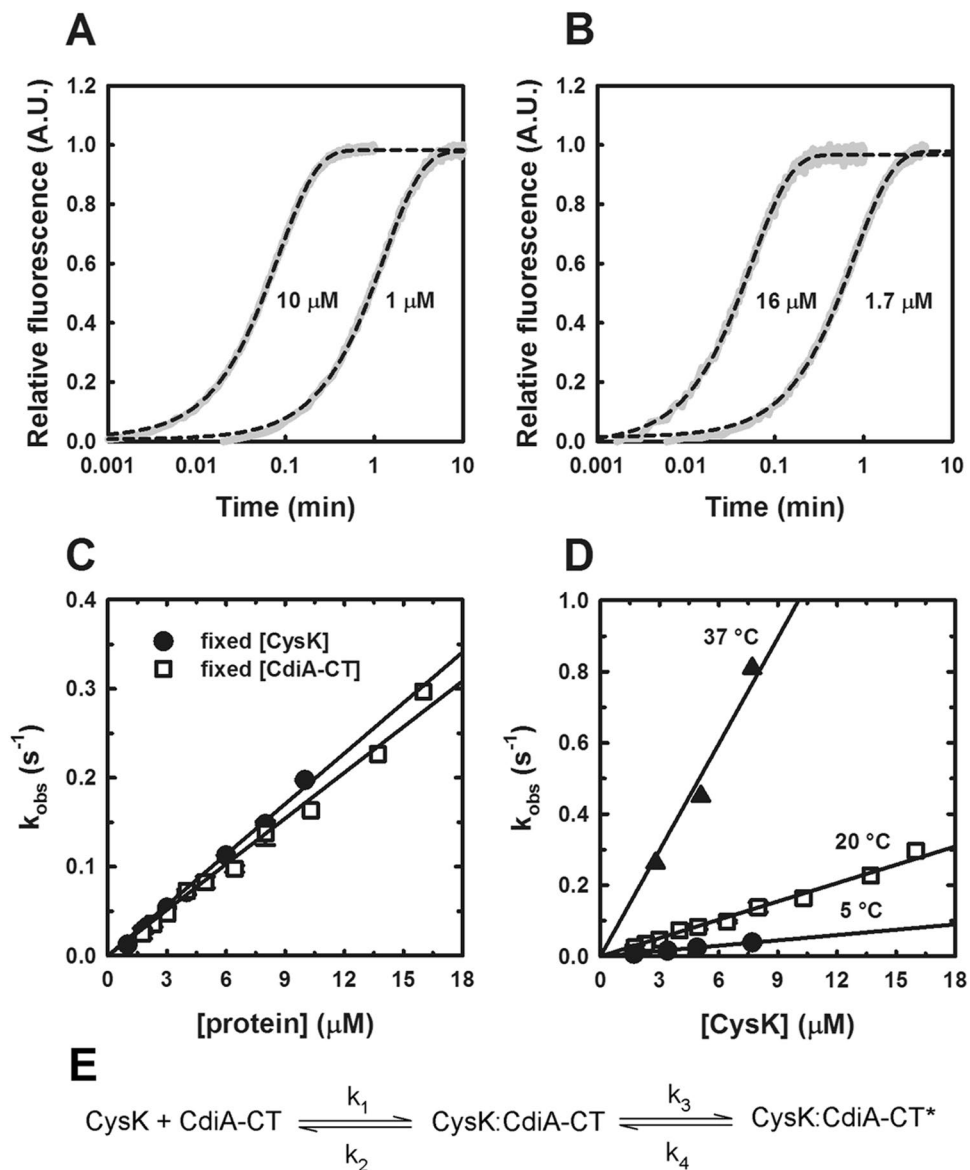 A
B
Relative fluorescence (A.U.)
1.2
1.0
0.8
0.6
0.4
0.2
0.0
10 μM
1 μM
0.001
0.01
0.1
1
10
Time (min)
Relative fluorescence (A.U.)
1.2
1.0
0.8
0.6
0.4
0.2
0.0
16 μM
1.7 μM
0.001
0.01
0.1
1
10
Time (min)
C
D
k_obs (s⁻¹)
0.4
0.3
0.2
0.1
0.0
fixed [CysK]
fixed [CdiA-CT]
0
3
6
9
12
15
18
[protein] (μM)
k_obs (s⁻¹)
1.0
0.8
0.6
0.4
0.2
0.0
37 °C
20 °C
5 °C
0
3
6
9
12
15
18
[CysK] (μM)
E
k₁
k₃
CysK + CdiA-CT
CysK:CdiA-CT
CysK:CdiA-CT*
k₂
k₄